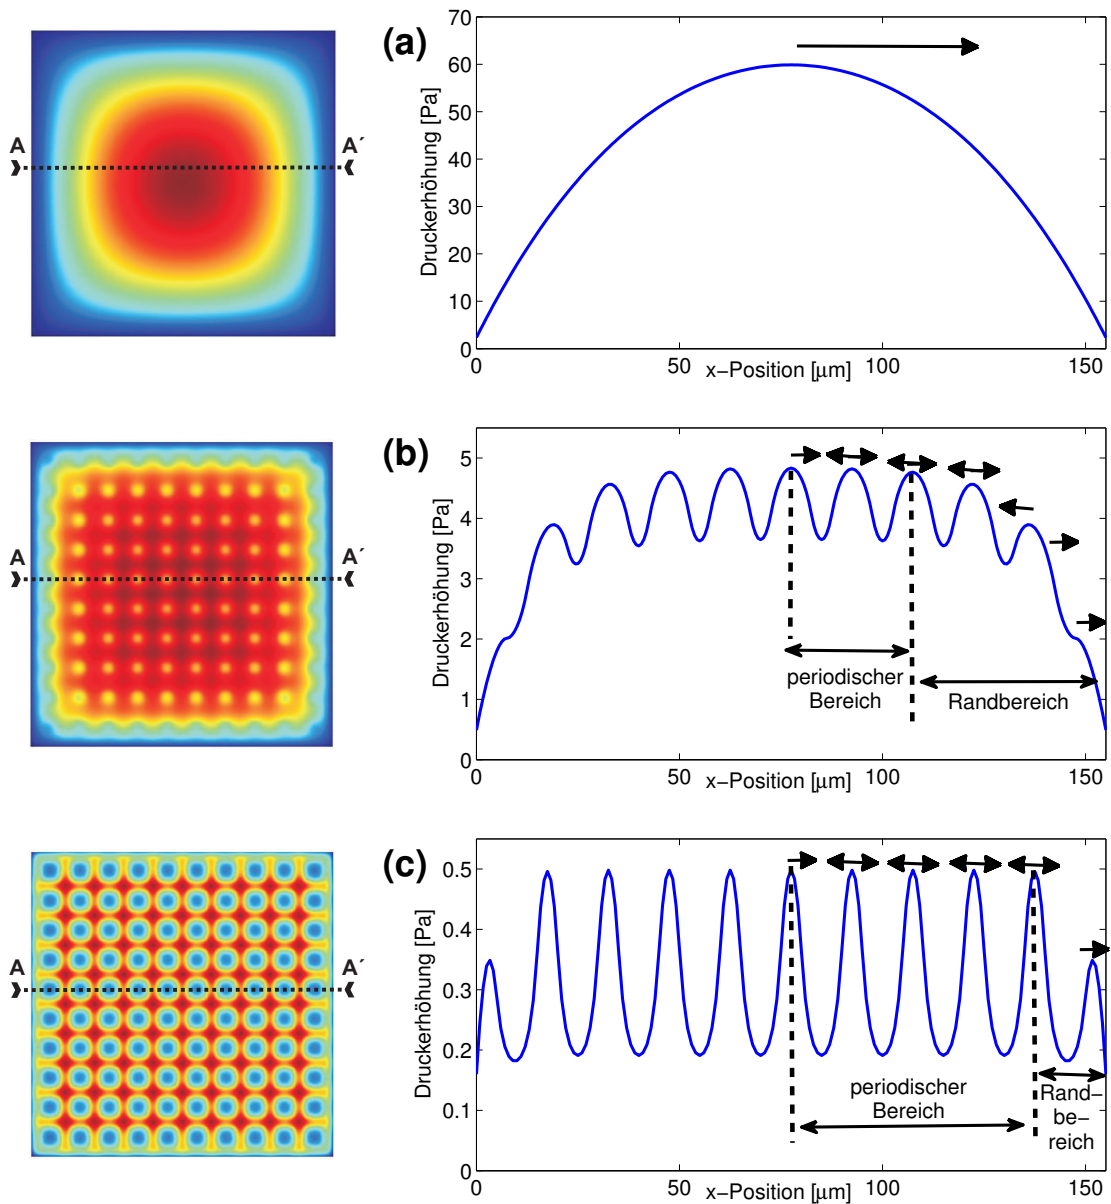 (a)
A
A´
Druckerhöhung [Pa]
70
60
50
40
30
20
10
0
0
50
100
150
x−Position [μm]
(b)
A
A´
Druckerhöhung [Pa]
5
4
3
2
1
0
periodischer
Bereich
Randbereich
0
50
100
150
x−Position [μm]
(c)
A
A´
Druckerhöhung [Pa]
0.5
0.4
0.3
0.2
0.1
0
periodischer
Bereich
Rand−
be−
reich
0
50
100
150
x−Position [μm]